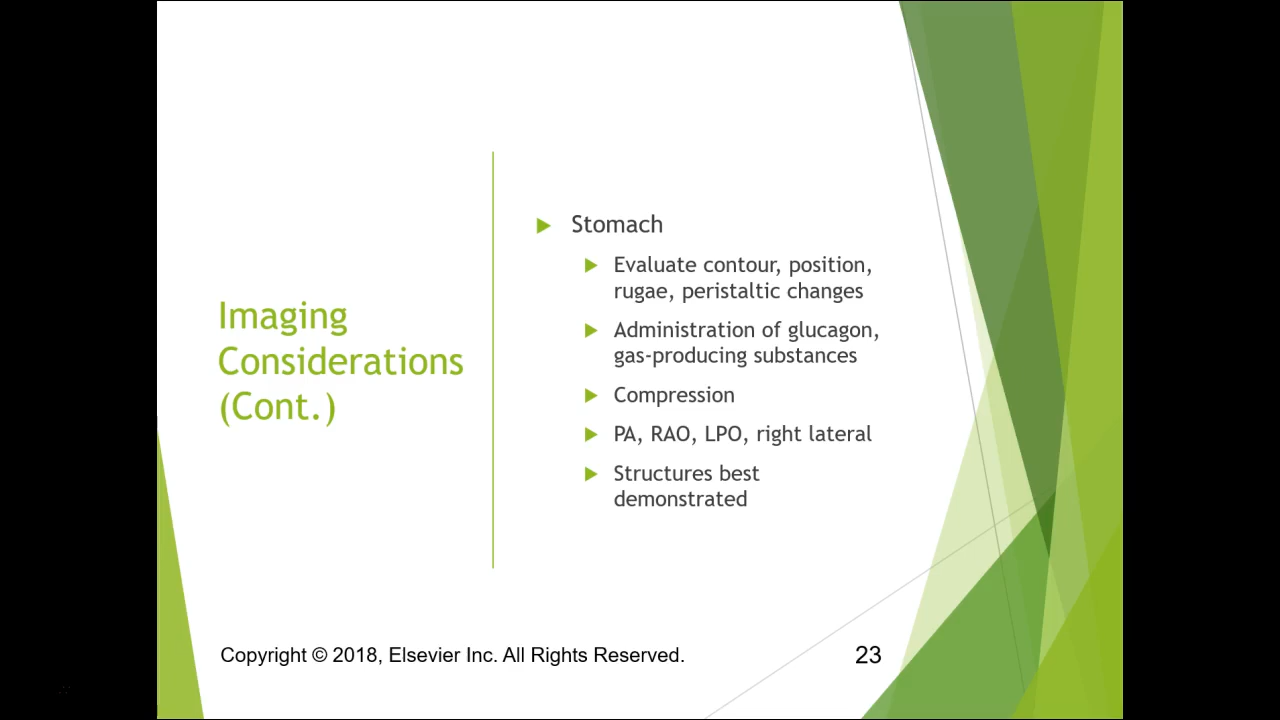 Imaging
Considerations
(Cont.)
Stomach
Evaluate contour, position,
rugae, peristaltic changes
Administration of glucagon,
gas-producing substances
Compression
PA, RAO, LPO, right lateral
Structures best
demonstrated
Copyright © 2018, Elsevier Inc. All Rights Reserved.
23